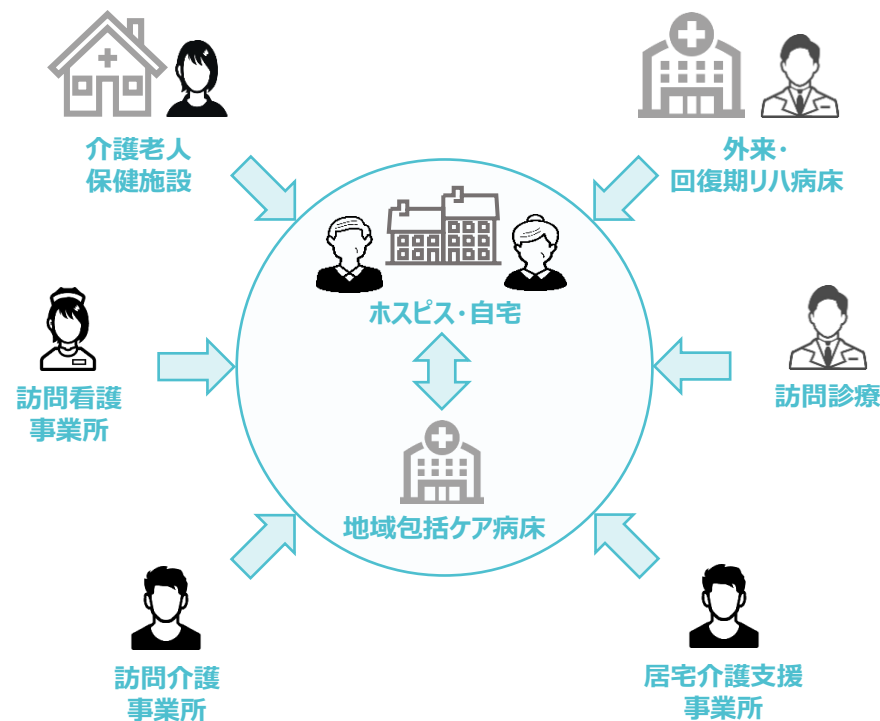 介護老人
保健施設
外来・
回復期リハ病床
ホスピス・自宅
訪問看護
事業所
訪問診療
地域包括ケア病床
訪問介護
事業所
居宅介護支援
事業所